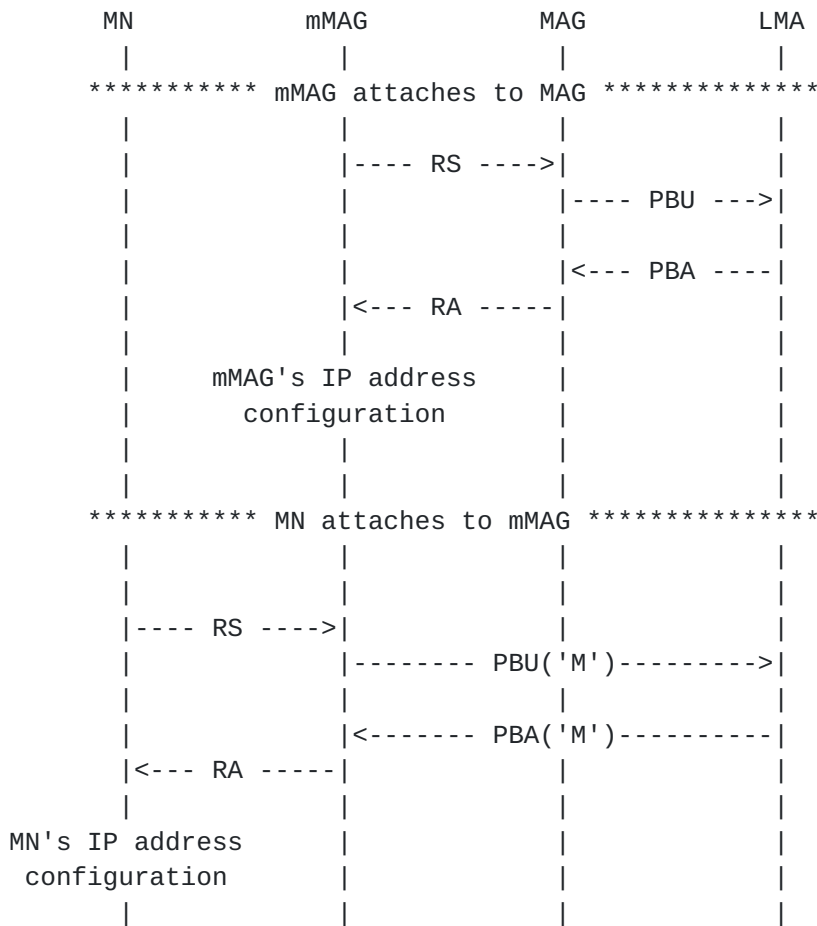 MN mMAG MAG LMA
| | | |
*********** mMAG attaches to MAG **************
| | | |
| |---- RS ---->| |
| | |---- PBU --->|
| | | |
| | |<--- PBA ----|
| |<--- RA -----| |
| | | |
| mMAG's IP address | |
| configuration | |
| | | |
| | | |
*********** MN attaches to mMAG ***************
| | | |
| | | |
|---- RS ---->| | |
| |-------- PBU('M')--------->|
| | | |
| |<------- PBA('M')----------|
|<--- RA -----| | |
| | | |
MN's IP address | | |
configuration | | |
| | | |